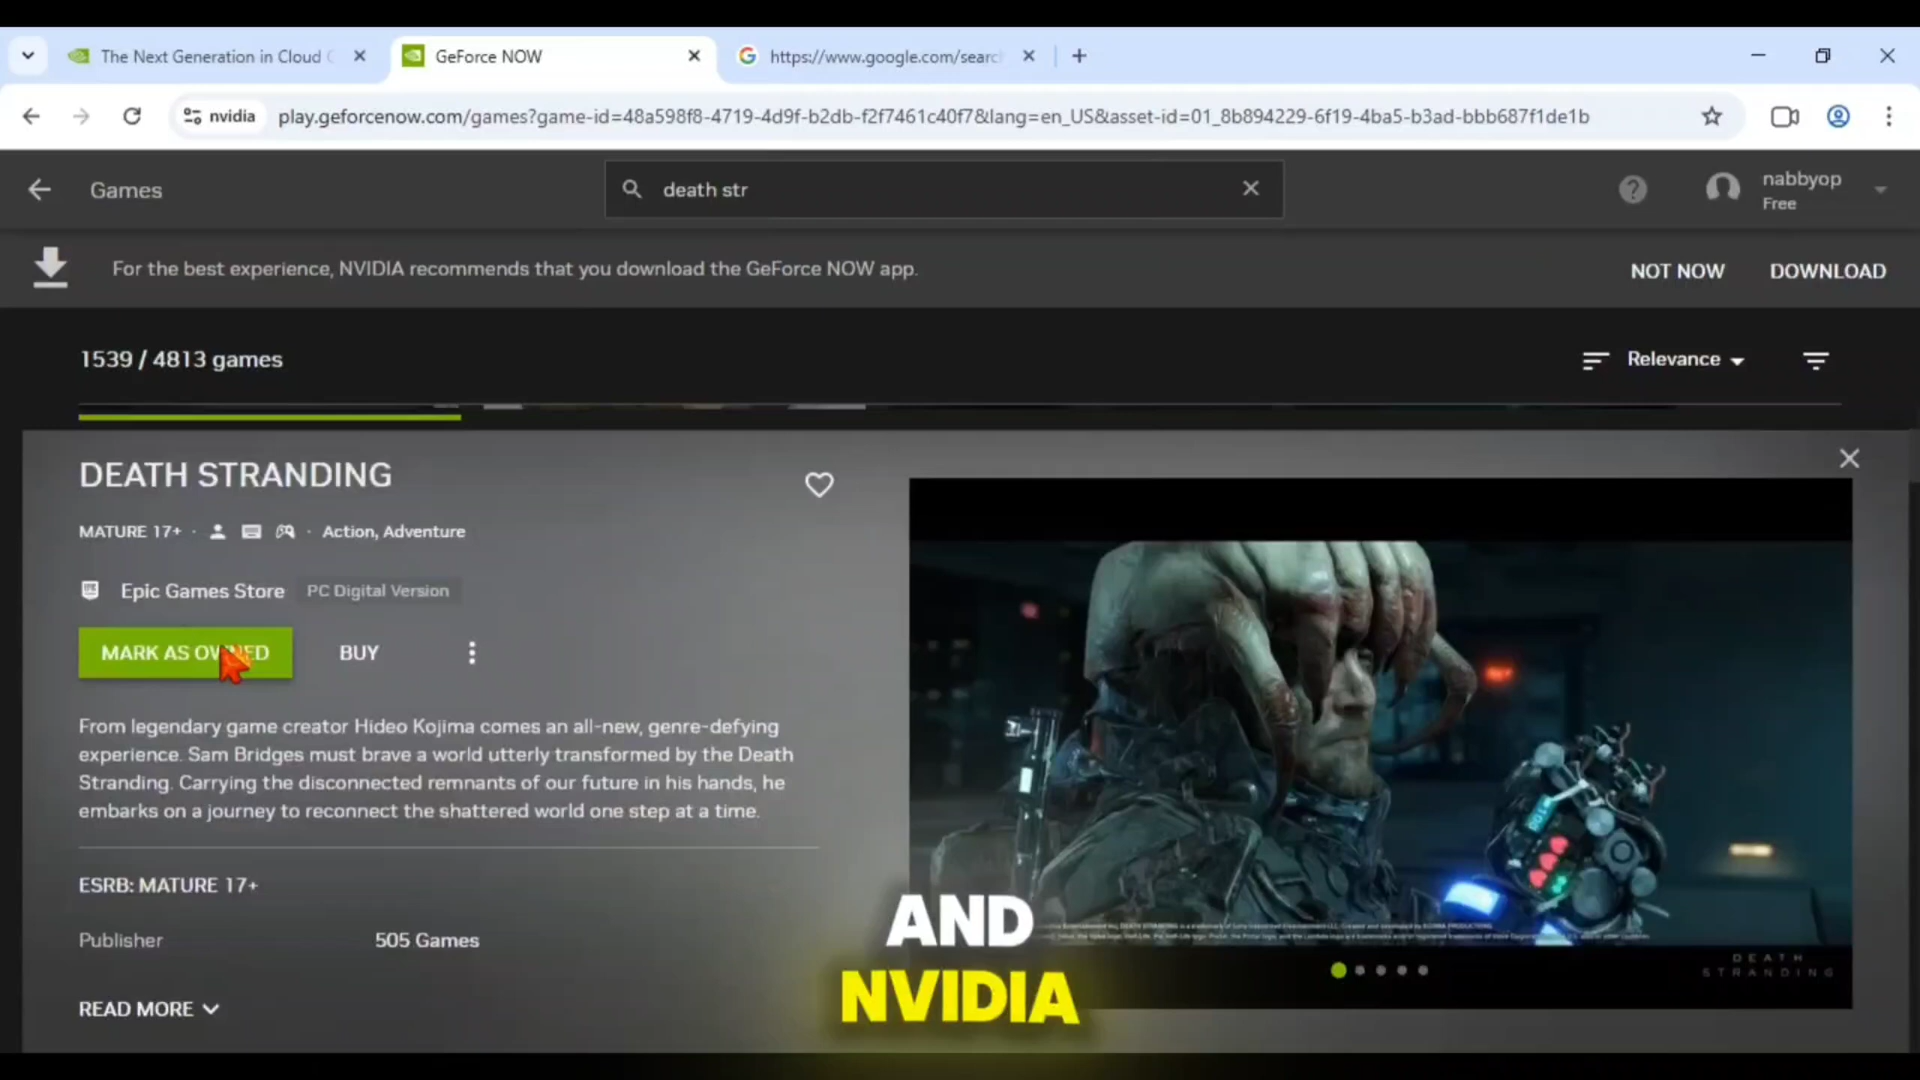 The Next Generation in Cloud G
GeForce NOW
https://www.google.com/searc
nvidia
play.geforcenow.com/games?game-id=48a598f8-4719-4d9f-b2db-f2f7461c40f7&lang=en_US&asset-id=01_8b894229-6f19-4ba5-b3ad-bbb687f1de1b
Games
death str
nabbyop
Free
For the best experience, NVIDIA recommends that you download the GeForce NOW app.
NOT NOW
DOWNLOAD
1539 / 4813 games
Relevance
DEATH STRANDING
MATURE 17+ · · Action, Adventure
Epic Games Store
PC Digital Version
MARK AS OWNED
BUY
From legendary game creator Hideo Kojima comes an all-new, genre-defying
experience. Sam Bridges must brave a world utterly transformed by the Death
Stranding. Carrying the disconnected remnants of our future in his hands, he
embarks on a journey to reconnect the shattered world one step at a time.
ESRB: MATURE 17+
Publisher
505 Games
READ MORE
DEATH
STRANDING
AND
NVIDIA